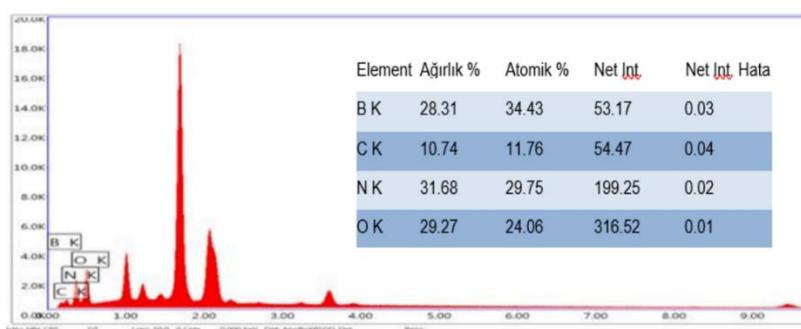 20.0K
18.0K
16.0K
14.0K
12.0K
10.0K
8.0K
6.0K
4.0K
2.0K
0.0K
B K
O K
N K
C K
0.00 1.00 2.00 3.00 4.00 5.00 6.00 7.00 8.00 9.00
Element Ağırlık % Atomik % Net Int. Net Int. Hata
B K 28.31 34.43 53.17 0.03
C K 10.74 11.76 54.47 0.04
N K 31.68 29.75 199.25 0.02
O K 29.27 24.06 316.52 0.01